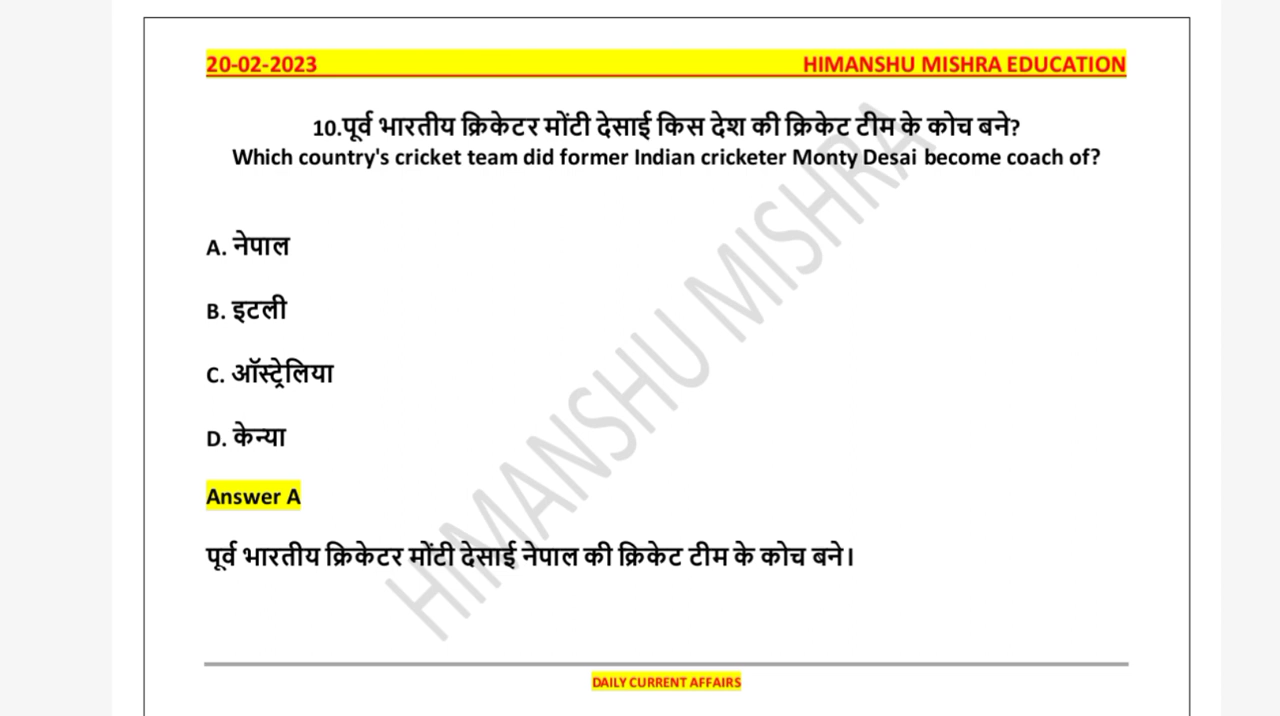 20-02-2023 HIMANSHU MISHRA EDUCATION
10.पूर्व भारतीय क्रिकेटर मोंटी देसाई किस देश की क्रिकेट टीम के कोच बने?
Which country's cricket team did former Indian cricketer Monty Desai become coach of?
A. नेपाल
B. इटली
C. ऑस्ट्रेलिया
D. केन्या
Answer A
पूर्व भारतीय क्रिकेटर मोंटी देसाई नेपाल की क्रिकेट टीम के कोच बने।
HIMANSHU MISHRA
DAILY CURRENT AFFAIRS